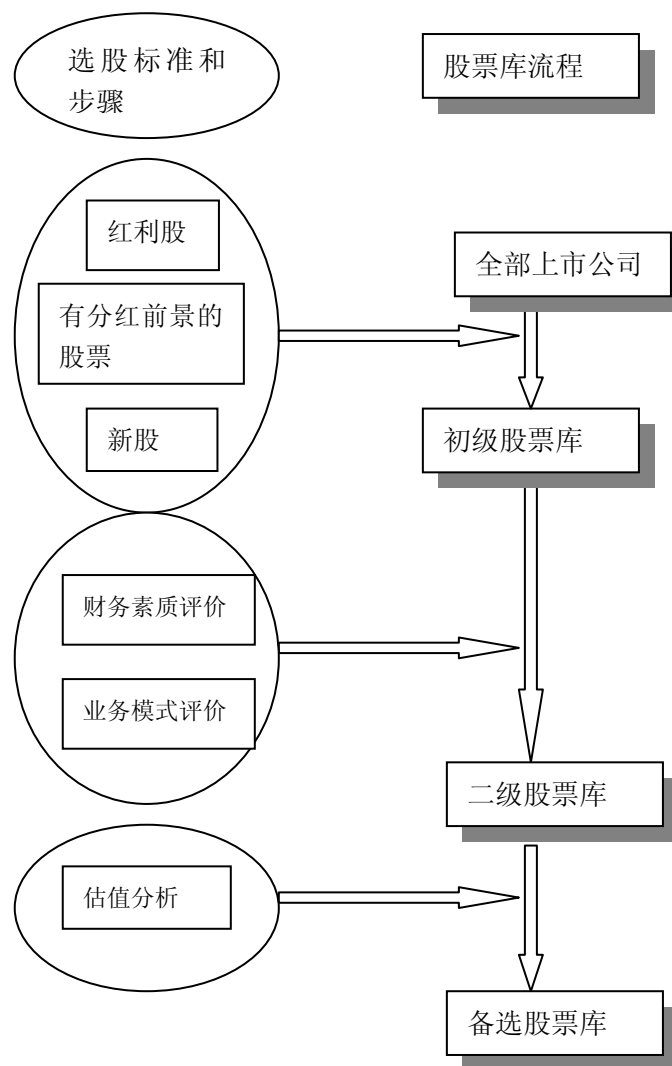 选股标准和
步骤
股票库流程
红利股
全部上市公司
有分红前景的
股票
新股
初级股票库
财务素质评价
业务模式评价
二级股票库
估值分析
备选股票库